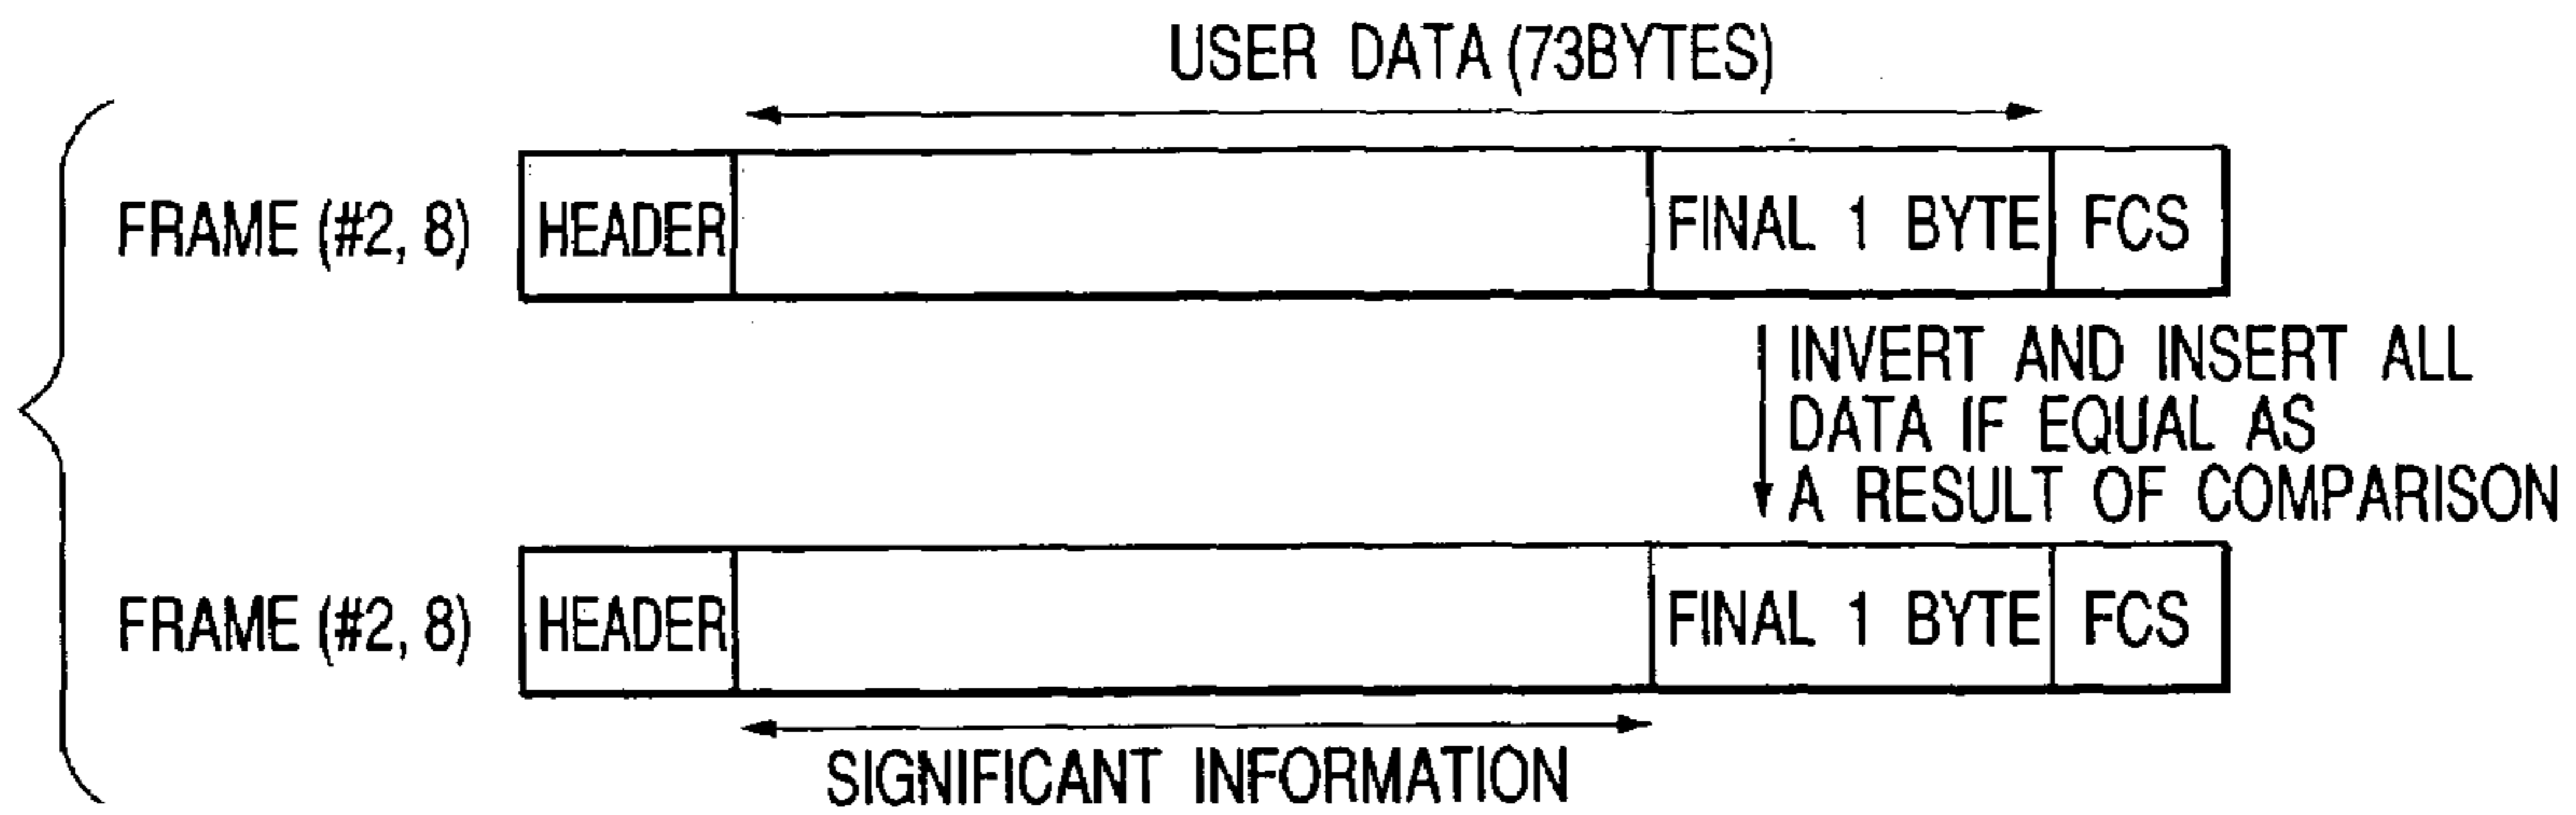 USER DATA (73BYTES)
FRAME (#2, 8) HEADER FINAL 1 BYTE FCS
INVERT AND INSERT ALL
DATA IF EQUAL AS
A RESULT OF COMPARISON
FRAME (#2, 8) HEADER FINAL 1 BYTE FCS
SIGNIFICANT INFORMATION